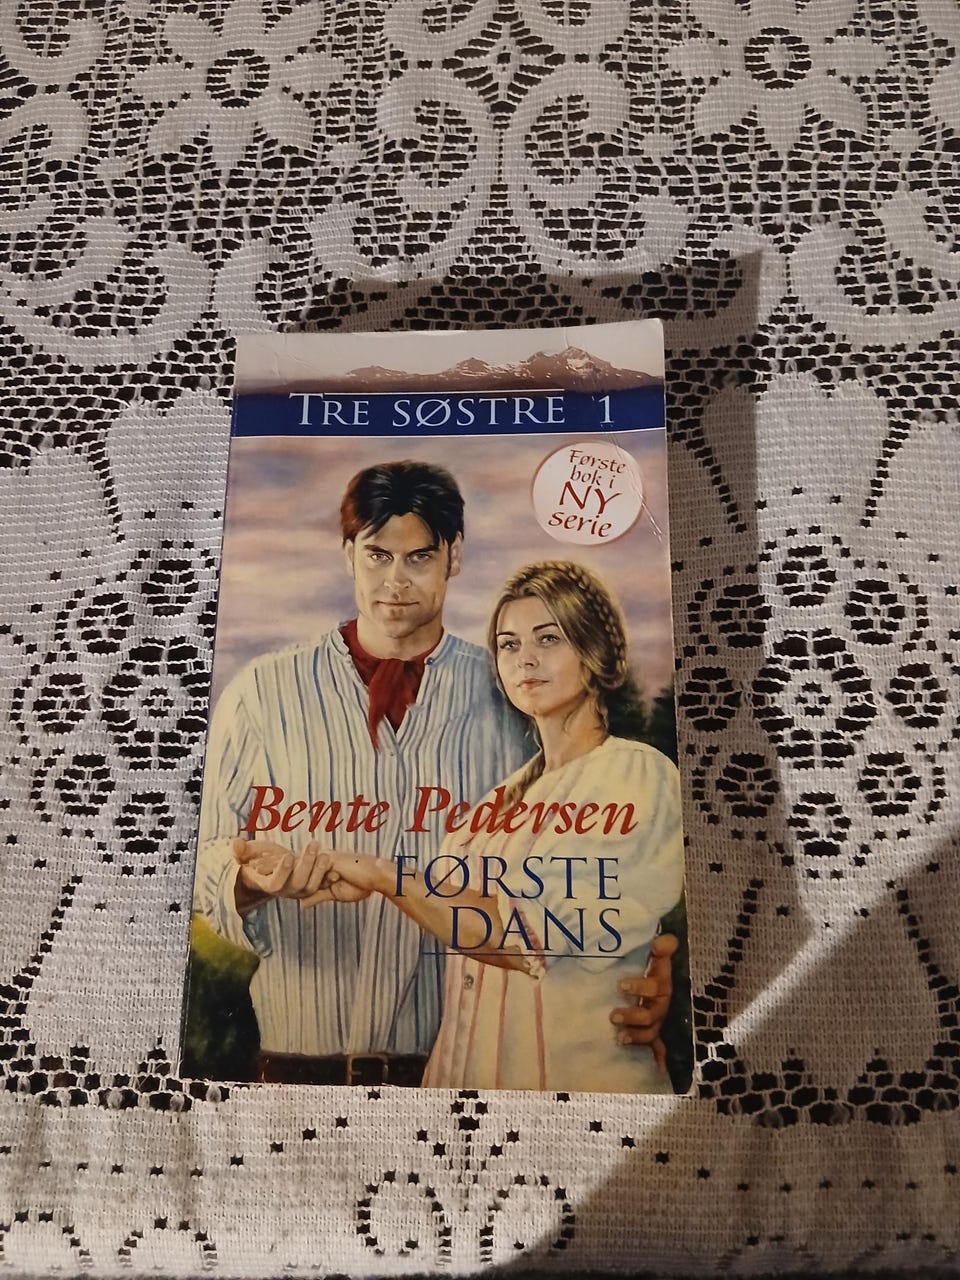 TRE SØSTRE 1
Første
bok i
NY
serie
Bente Pedersen
FØRSTE
DANS